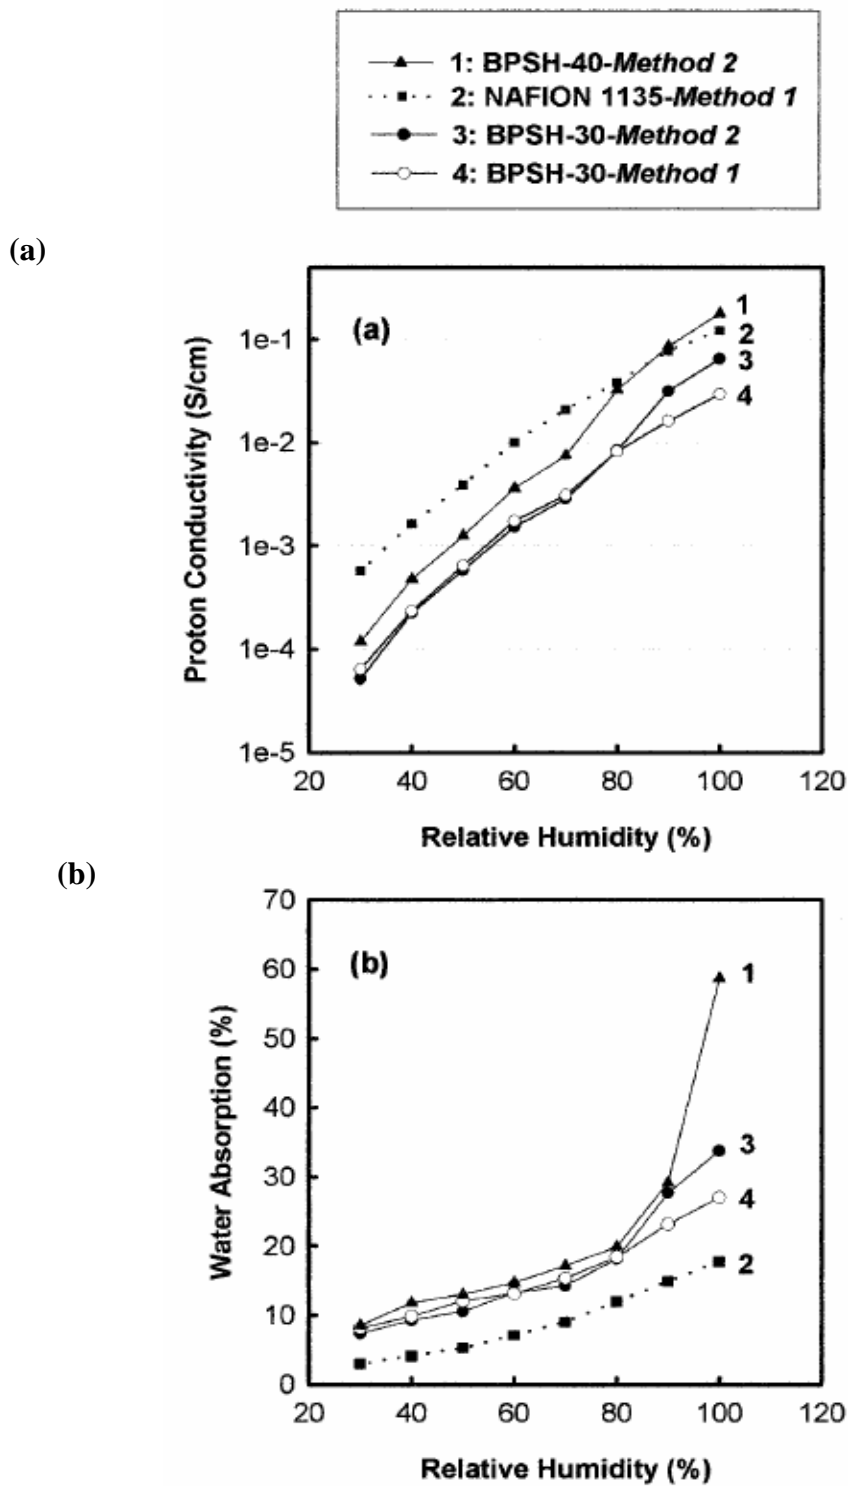 1: BPSH-40-Method 2
2: NAFION 1135-Method 1
3: BPSH-30-Method 2
4: BPSH-30-Method 1
(a)
(a)
1
2
3
4
1e-1
1e-2
1e-3
1e-4
1e-5
Proton Conductivity (S/cm)
20 40 60 80 100 120
Relative Humidity (%)
(b)
(b)
70
60
50
40
30
20
10
0
1
3
4
2
Water Absorption (%)
20 40 60 80 100 120
Relative Humidity (%)